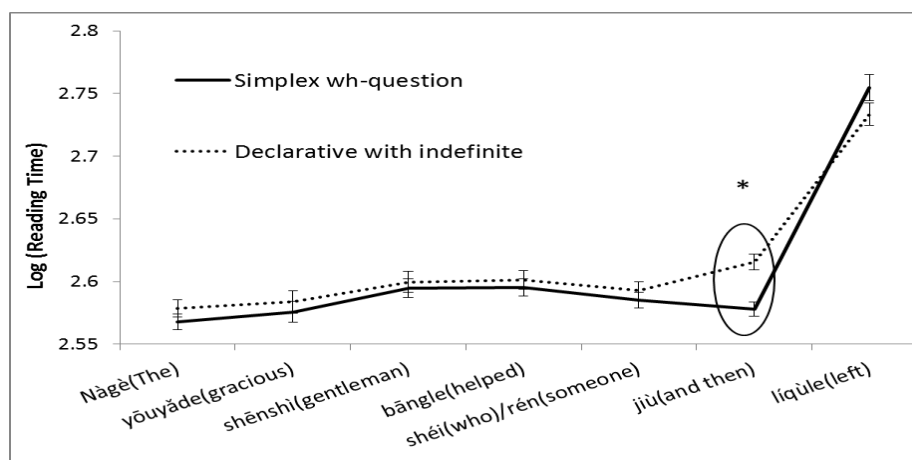 2.8
2.75
2.7
2.65
2.6
2.55
Log (Reading Time)
Simplex wh-question
Declarative with indefinite
*
Nàgè(The)
yōuyǎde(gracious)
shēnshì(gentleman)
bāngle(helped)
shéi(who)/rén(someone)
jiù(and then)
líqùle(left)